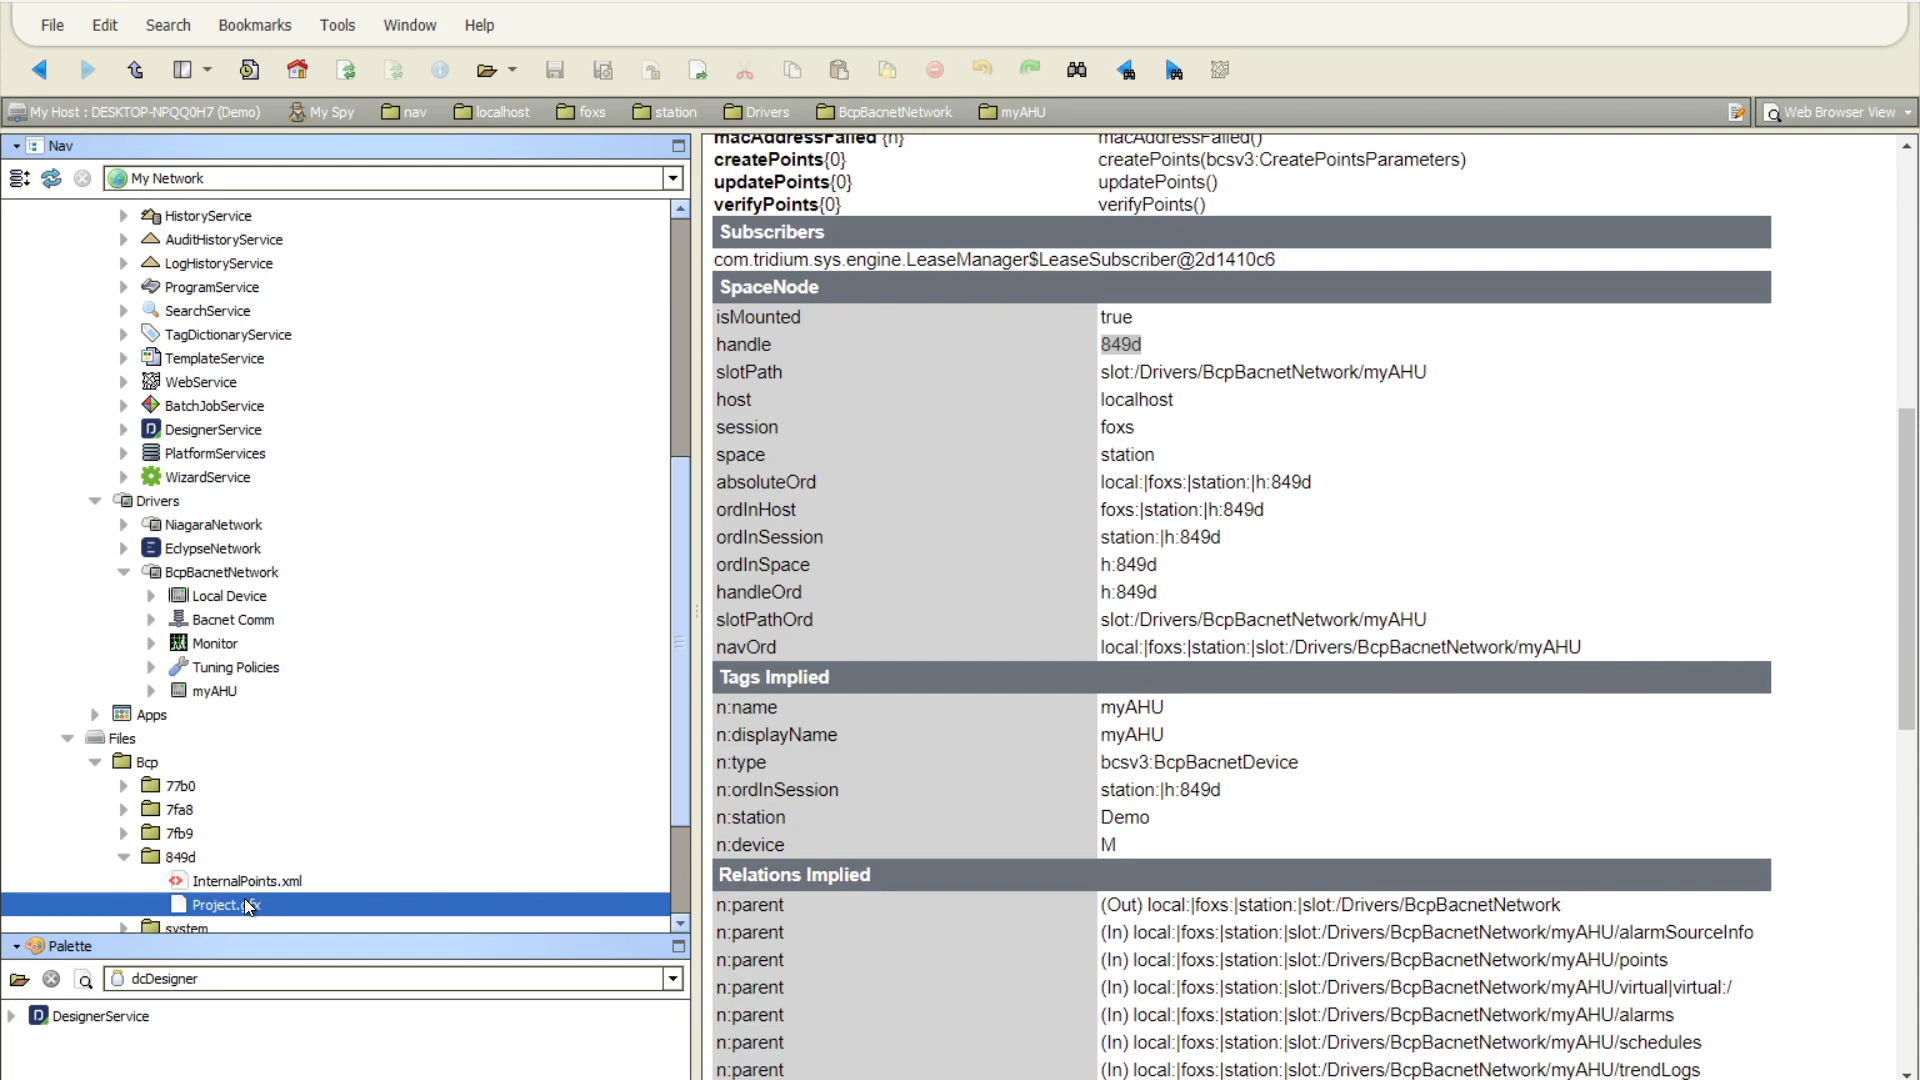 File Edit Search Bookmarks Tools Window Help
My Host : DESKTOP-NPQQ0H7 (Demo) My Spy nav localhost foxs station Drivers BcpBacnetNetwork myAHU Web Browser View
Nav
My Network
HistoryService
AuditHistoryService
LogHistoryService
ProgramService
SearchService
TagDictionaryService
TemplateService
WebService
BatchJobService
DesignerService
PlatformServices
WizardService
Drivers
NiagaraNetwork
EclypseNetwork
BcpBacnetNetwork
Local Device
Bacnet Comm
Monitor
Tuning Policies
myAHU
Apps
Files
Bcp
77b0
7fa8
7fb9
849d
InternalPoints.xml
Project.gfx
system
Palette
dcDesigner
DesignerService
macAddressFailed {n} macAddressFailed()
createPoints{0} createPoints(bcsv3:CreatePointsParameters)
updatePoints{0} updatePoints()
verifyPoints{0} verifyPoints()
Subscribers
com.tridium.sys.engine.LeaseManager$LeaseSubscriber@2d1410c6
SpaceNode
isMounted true
handle 849d
slotPath slot:/Drivers/BcpBacnetNetwork/myAHU
host localhost
session foxs
space station
absoluteOrd local:|foxs:|station:|h:849d
ordInHost foxs:|station:|h:849d
ordInSession station:|h:849d
ordInSpace h:849d
handleOrd h:849d
slotPathOrd slot:/Drivers/BcpBacnetNetwork/myAHU
navOrd local:|foxs:|station:|slot:/Drivers/BcpBacnetNetwork/myAHU
Tags Implied
n:name myAHU
n:displayName myAHU
n:type bcsv3:BcpBacnetDevice
n:ordInSession station:|h:849d
n:station Demo
n:device M
Relations Implied
n:parent (Out) local:|foxs:|station:|slot:/Drivers/BcpBacnetNetwork
n:parent (In) local:|foxs:|station:|slot:/Drivers/BcpBacnetNetwork/myAHU/alarmSourceInfo
n:parent (In) local:|foxs:|station:|slot:/Drivers/BcpBacnetNetwork/myAHU/points
n:parent (In) local:|foxs:|station:|slot:/Drivers/BcpBacnetNetwork/myAHU/virtual|virtual:/
n:parent (In) local:|foxs:|station:|slot:/Drivers/BcpBacnetNetwork/myAHU/alarms
n:parent (In) local:|foxs:|station:|slot:/Drivers/BcpBacnetNetwork/myAHU/schedules
n:parent (In) local:|foxs:|station:|slot:/Drivers/BcpBacnetNetwork/myAHU/trendLogs